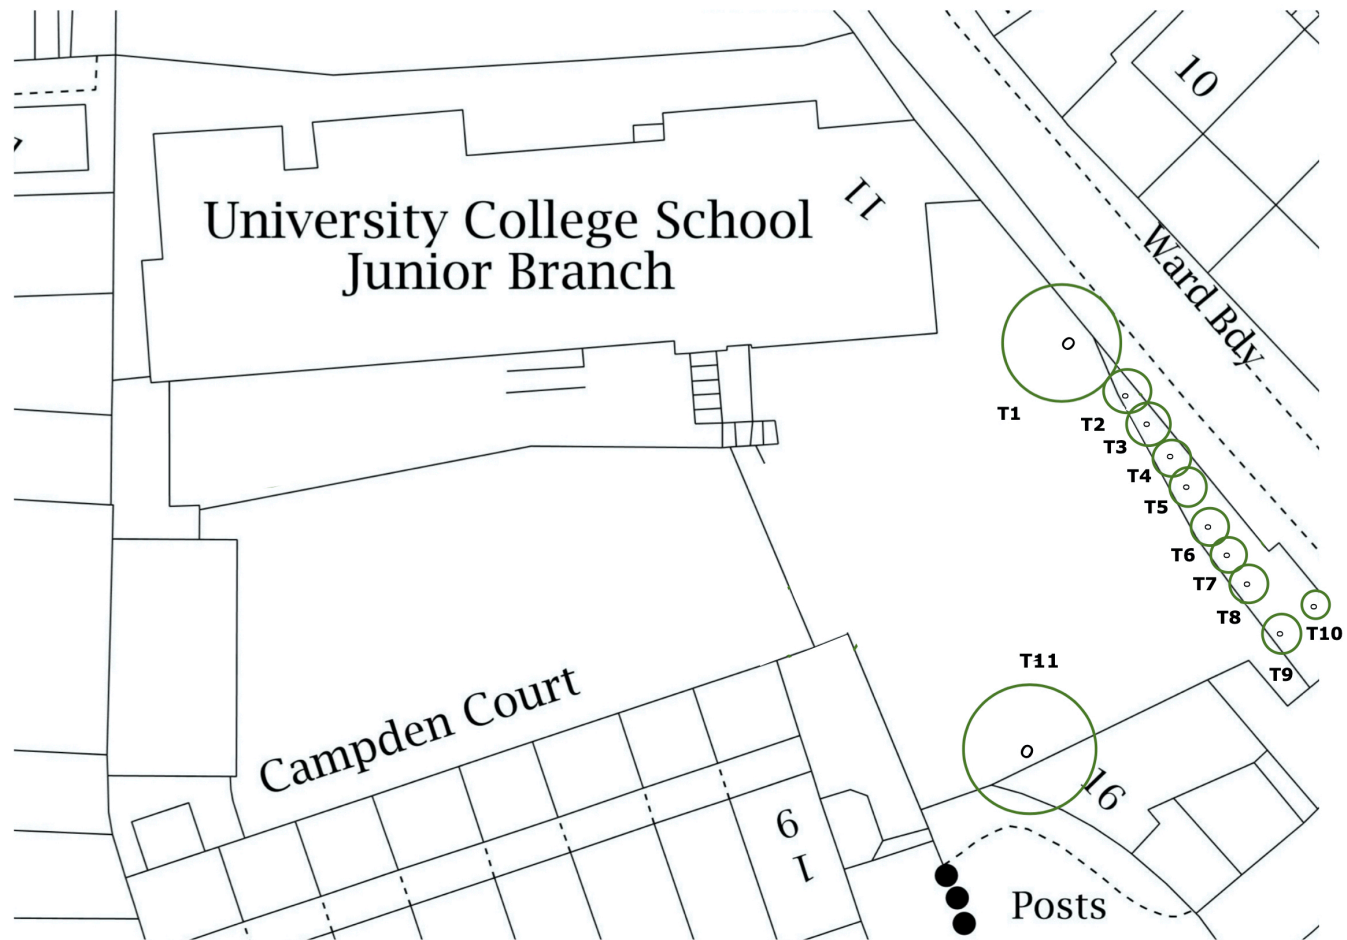 10
11
University College School
Junior Branch
Ward Bdy
T1
T2
T3
T4
T5
T6
T7
T8
T10
T11
T9
Campden Court
16
9
1
Posts